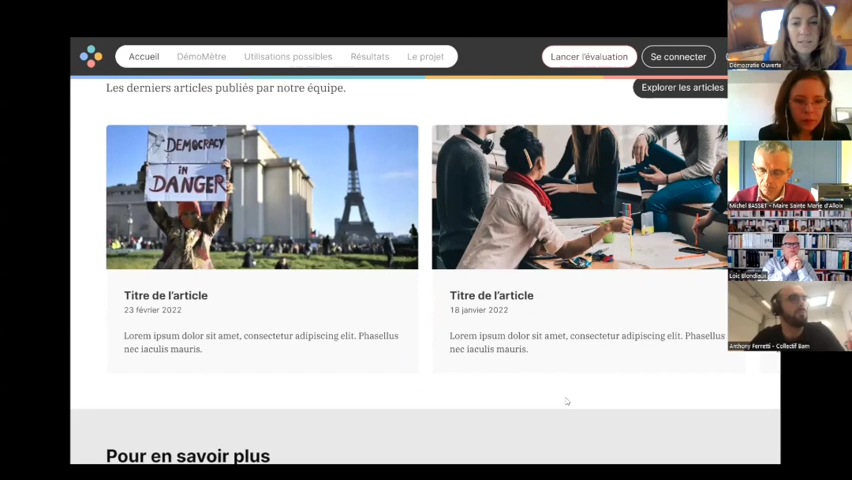 Accueil
DémoMètre
Utilisations possibles
Résultats
Le projet
Lancer l'évaluation
Se connecter
Les derniers articles publiés par notre équipe.
Explorer les articles
DEMOCRACY
IN
DANGER
Titre de l'article
23 février 2022
Lorem ipsum dolor sit amet, consectetur adipiscing elit. Phasellus
nec iaculis mauris.
Titre de l'article
18 janvier 2022
Lorem ipsum dolor sit amet, consectetur adipiscing elit. Phasellus
nec iaculis mauris.
Pour en savoir plus
Démocratie Ouverte
Michel BASSET - Maire Sainte Marie d'Alloix
Loïc Blondiaux
Anthony Ferretti - Collectif Bam